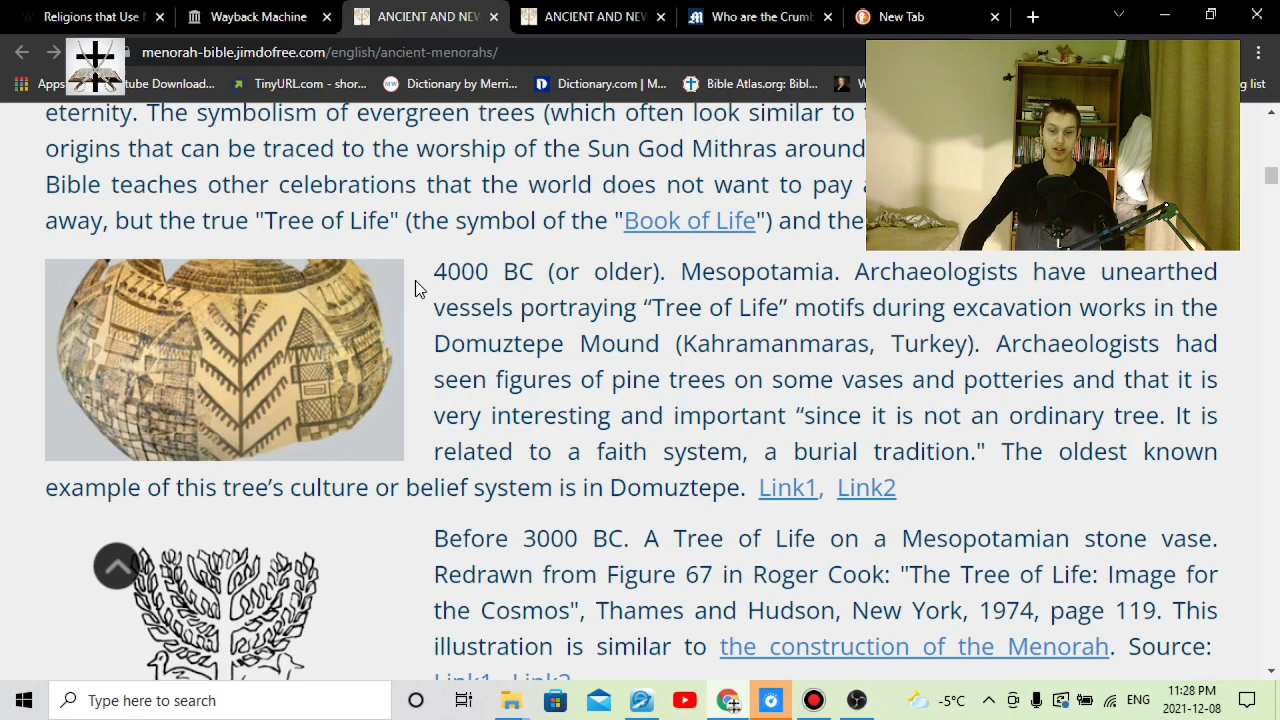 Religions that Use
Wayback Machine
ANCIENT AND NEW
ANCIENT AND NEW
Who are the Crumb
New Tab
menorah-bible.jimdofree.com/english/ancient-menorahs/
Apps
tube Download...
TinyURL.com - shor...
Dictionary by Merri...
Dictionary.com | M...
Bible Atlas.org: Bibl...
W
g list
eternity. The symbolism of evergreen trees (which often look similar to
origins that can be traced to the worship of the Sun God Mithras around
Bible teaches other celebrations that the world does not want to pay
away, but the true "Tree of Life" (the symbol of the "Book of Life") and the
4000 BC (or older). Mesopotamia. Archaeologists have unearthed
vessels portraying “Tree of Life” motifs during excavation works in the
Domuztepe Mound (Kahramanmaras, Turkey). Archaeologists had
seen figures of pine trees on some vases and potteries and that it is
very interesting and important “since it is not an ordinary tree. It is
related to a faith system, a burial tradition." The oldest known
example of this tree’s culture or belief system is in Domuztepe. Link1, Link2
Before 3000 BC. A Tree of Life on a Mesopotamian stone vase.
Redrawn from Figure 67 in Roger Cook: "The Tree of Life: Image for
the Cosmos", Thames and Hudson, New York, 1974, page 119. This
illustration is similar to the construction of the Menorah. Source:
Link1, Link2
Type here to search
-5°C
ENG
11:28 PM
2021-12-08